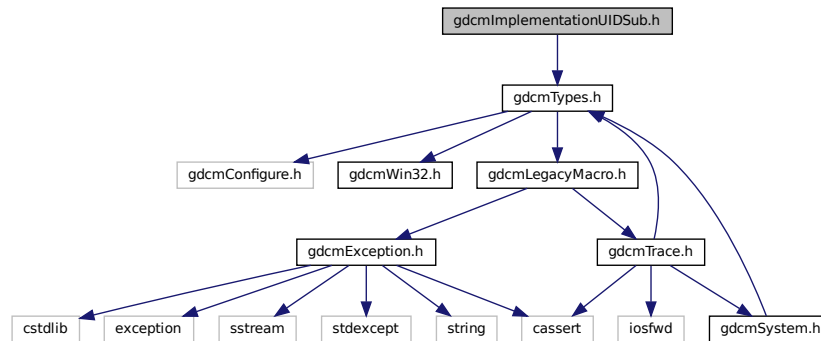 gdcmImplementationUIDSub.h
gdcmTypes.h
gdcmConfigure.h
gdcmWin32.h
gdcmLegacyMacro.h
gdcmException.h
gdcmTrace.h
cstdlib
exception
sstream
stdexcept
string
cassert
iosfwd
gdcmSystem.h